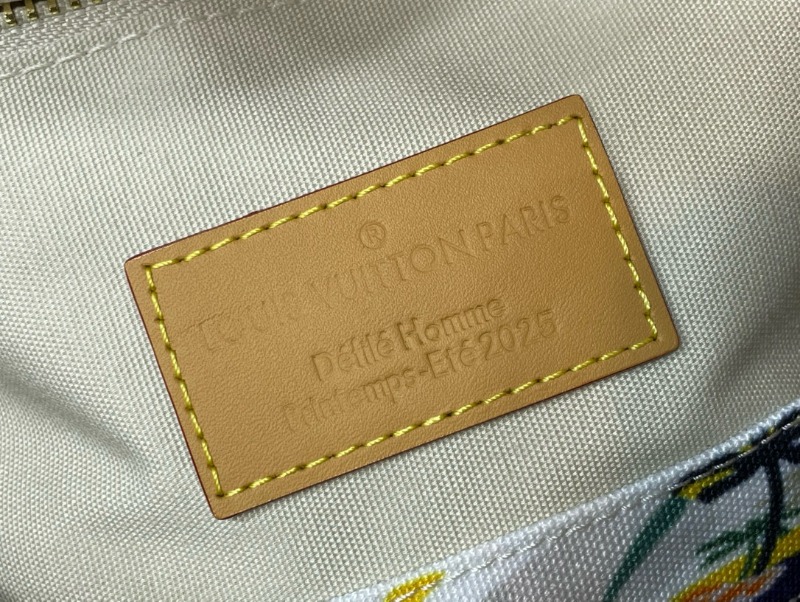 ®
LOUIS VUITTON PARIS
Défilé Homme
Printemps-Eté 2025